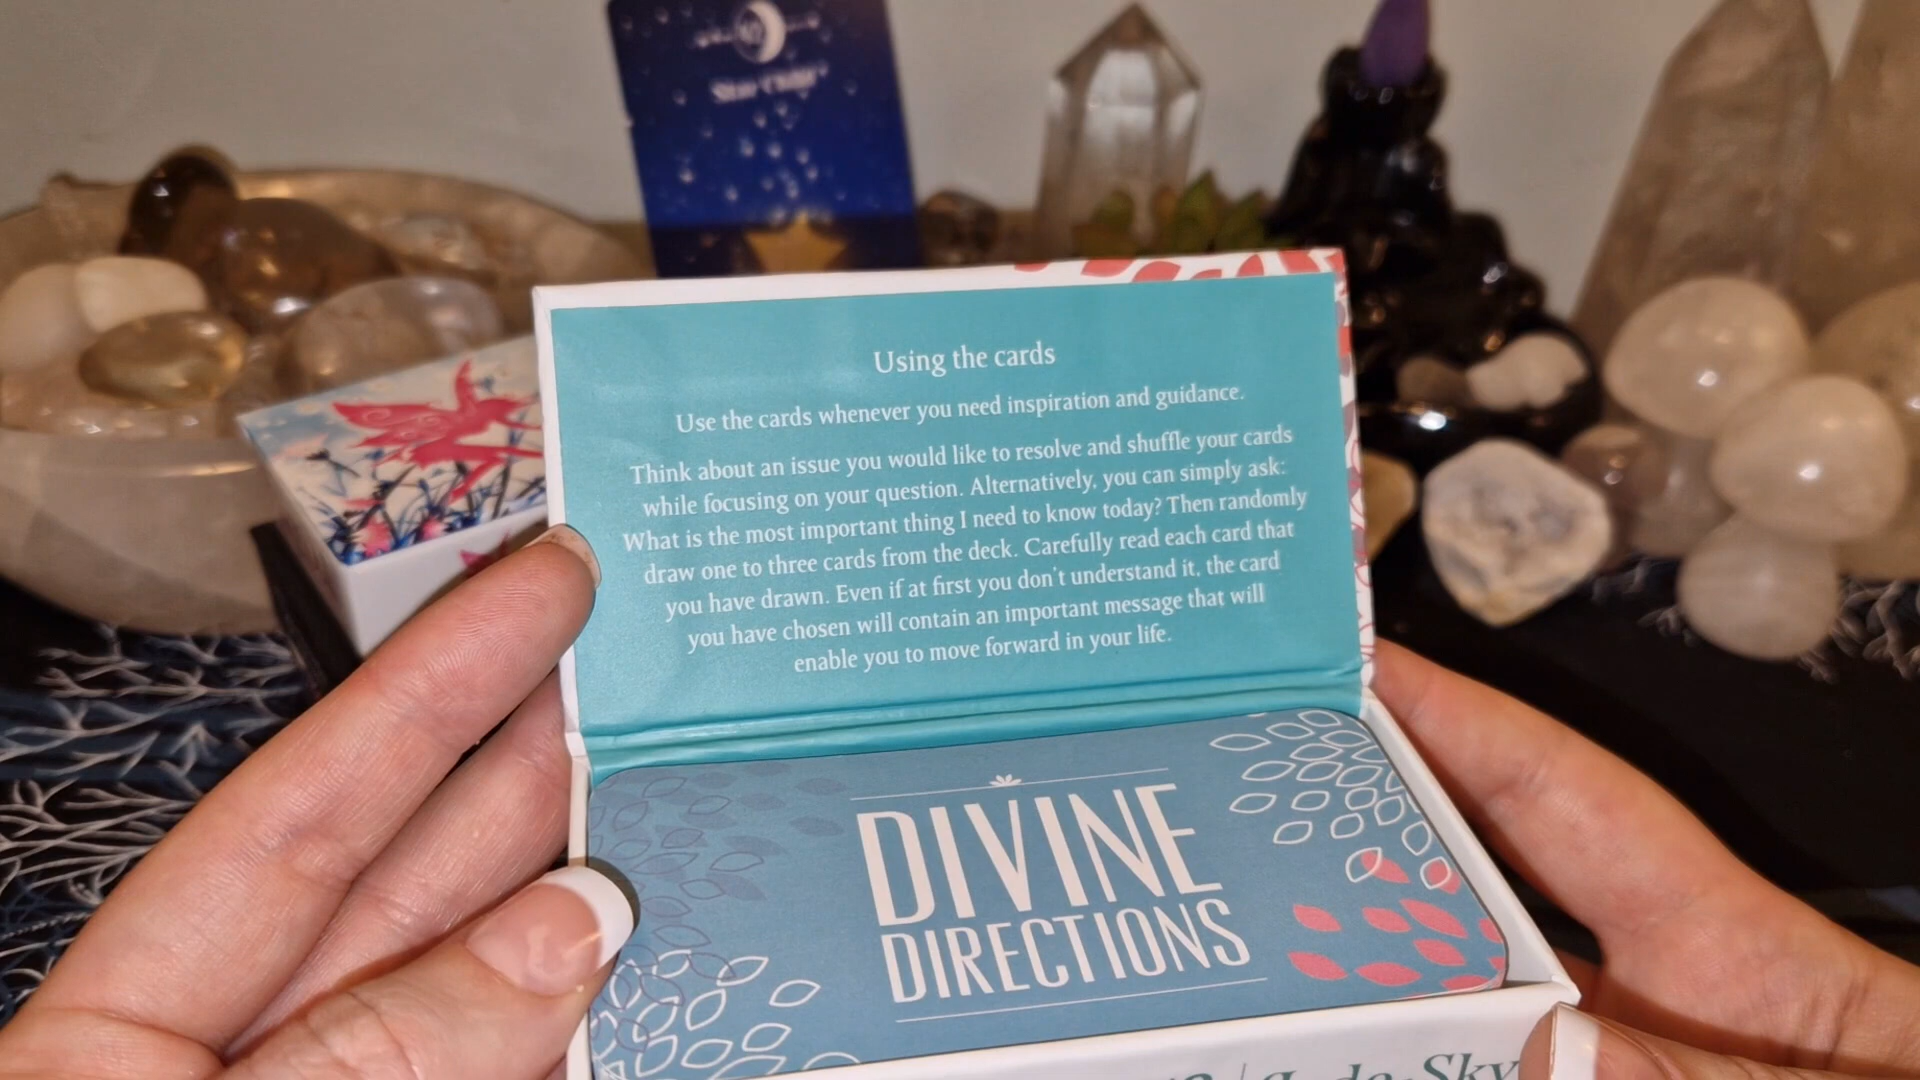 Star Child
Using the cards
Use the cards whenever you need inspiration and guidance.
Think about an issue you would like to resolve and shuffle your cards
while focusing on your question. Alternatively, you can simply ask:
What is the most important thing I need to know today? Then randomly
draw one to three cards from the deck. Carefully read each card that
you have drawn. Even if at first you don't understand it, the card
you have chosen will contain an important message that will
enable you to move forward in your life.
DIVINE
DIRECTIONS
de-Sky